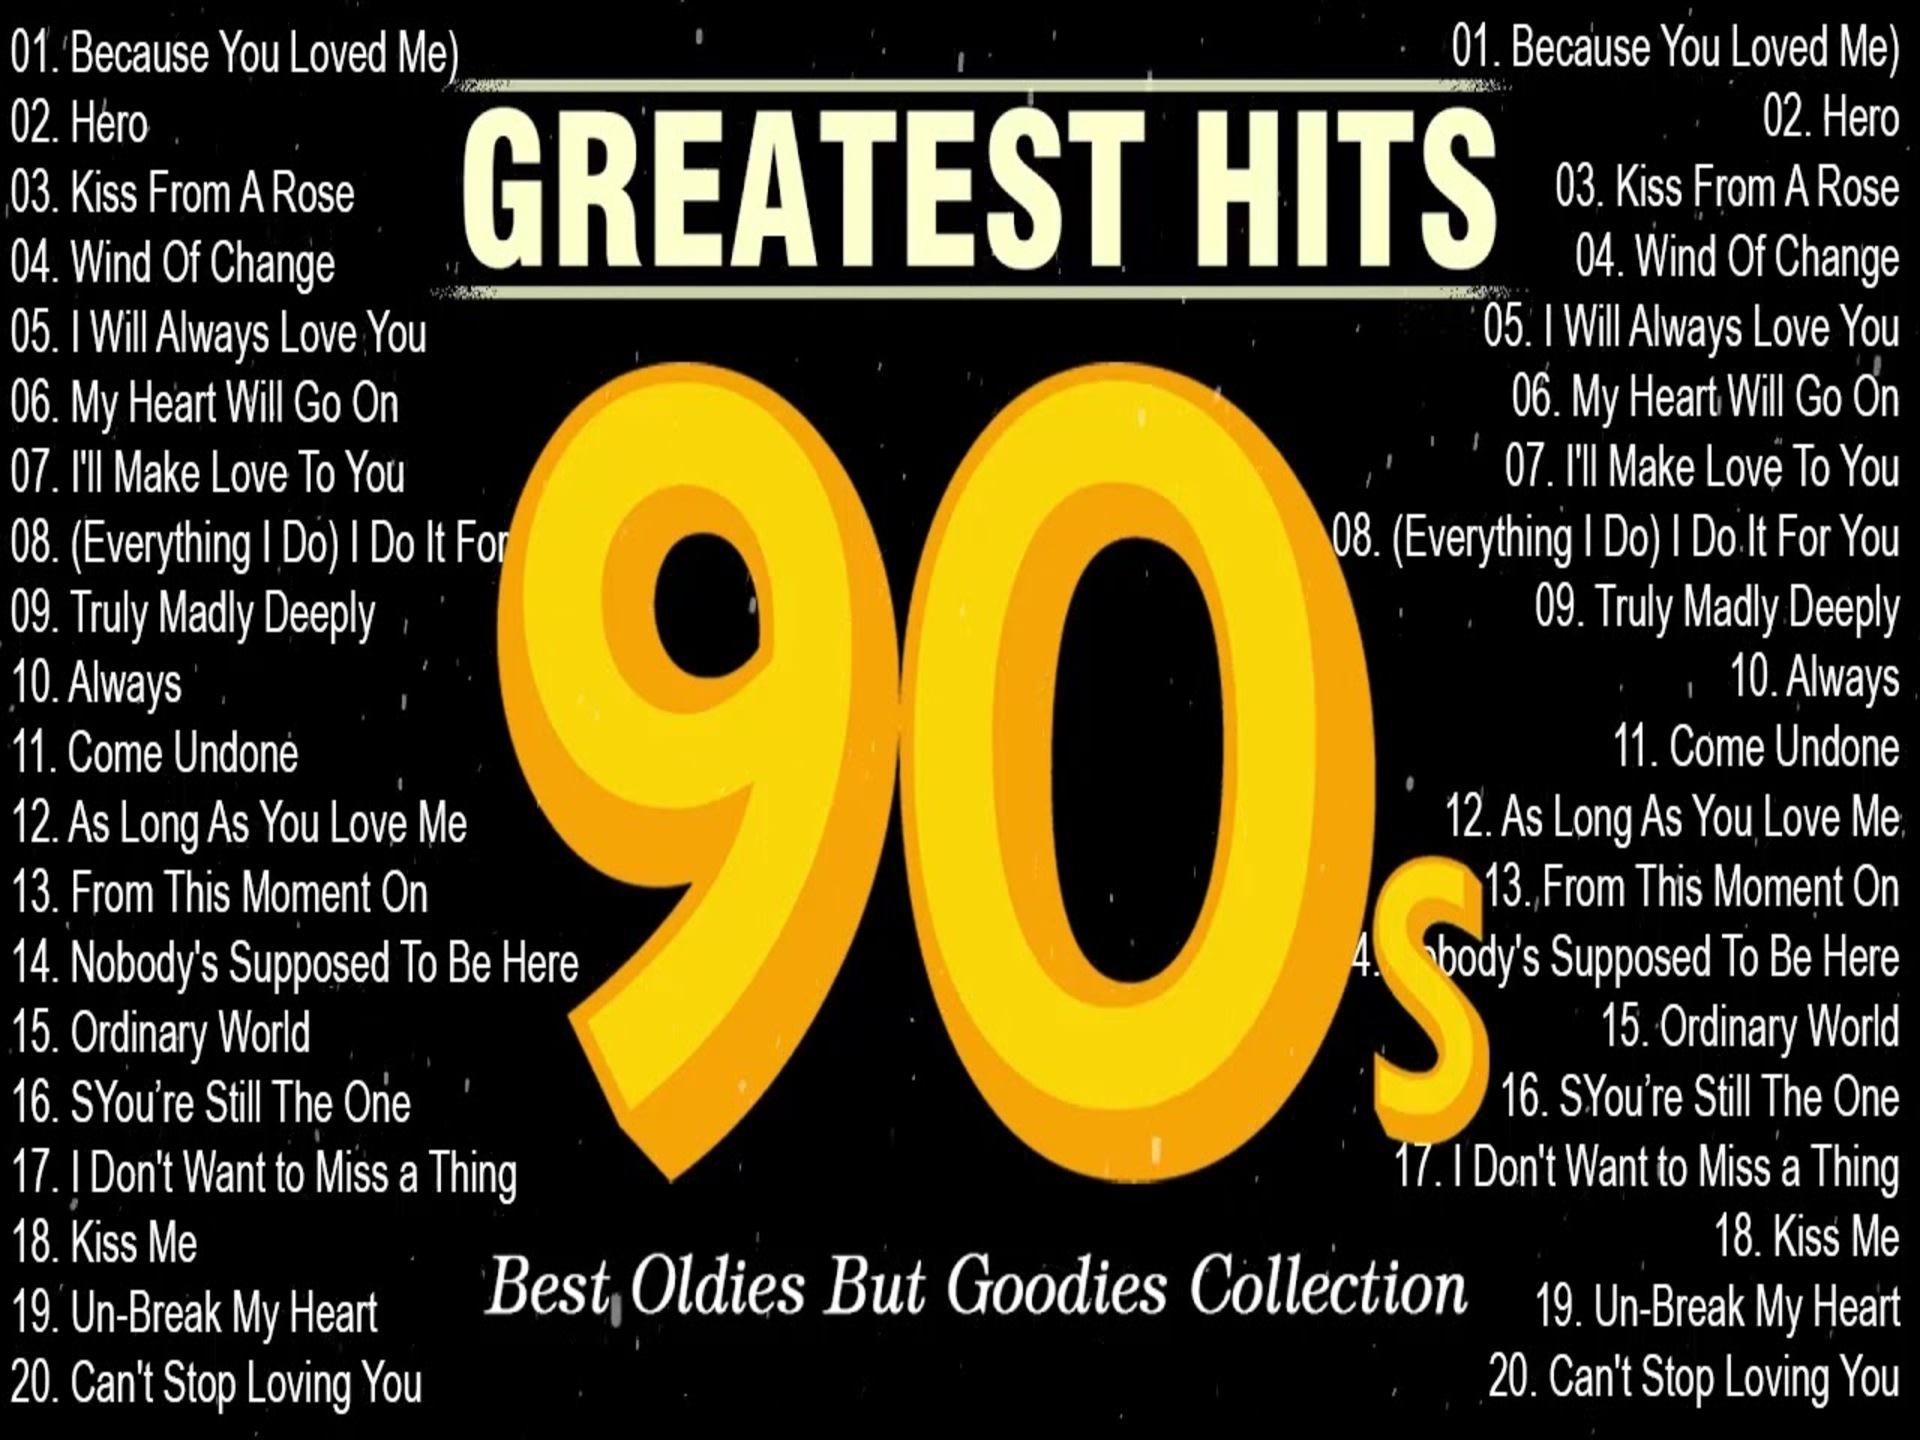 01. Because You Loved Me)
02. Hero
03. Kiss From A Rose
04. Wind Of Change
05. I Will Always Love You
06. My Heart Will Go On
07. I'll Make Love To You
08. (Everything I Do) I Do It For
09. Truly Madly Deeply
10. Always
11. Come Undone
12. As Long As You Love Me
13. From This Moment On
14. Nobody's Supposed To Be Here
15. Ordinary World
16. SYou’re Still The One
17. I Don't Want to Miss a Thing
18. Kiss Me
19. Un-Break My Heart
20. Can't Stop Loving You
GREATEST HITS
90s
Best Oldies But Goodies Collection
01. Because You Loved Me)
02. Hero
03. Kiss From A Rose
04. Wind Of Change
05. I Will Always Love You
06. My Heart Will Go On
07. I'll Make Love To You
08. (Everything I Do) I Do It For You
09. Truly Madly Deeply
10. Always
11. Come Undone
12. As Long As You Love Me
13. From This Moment On
4. obody's Supposed To Be Here
15. Ordinary World
16. SYou’re Still The One
17. I Don't Want to Miss a Thing
18. Kiss Me
19. Un-Break My Heart
20. Can't Stop Loving You